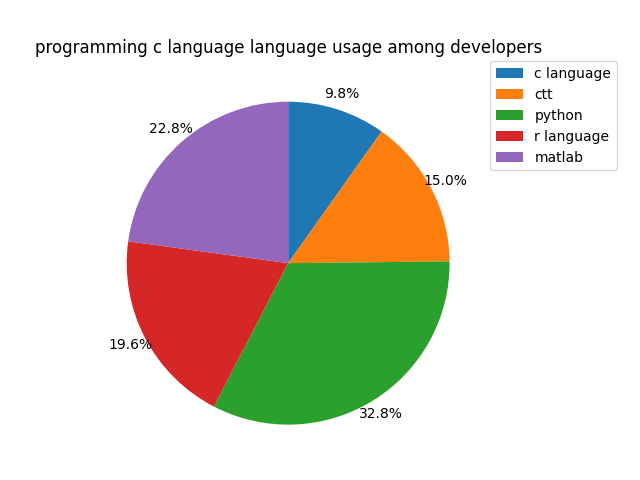 programming c language language usage among developers
c language
ctt
python
r language
matlab
9.8%
15.0%
32.8%
19.6%
22.8%